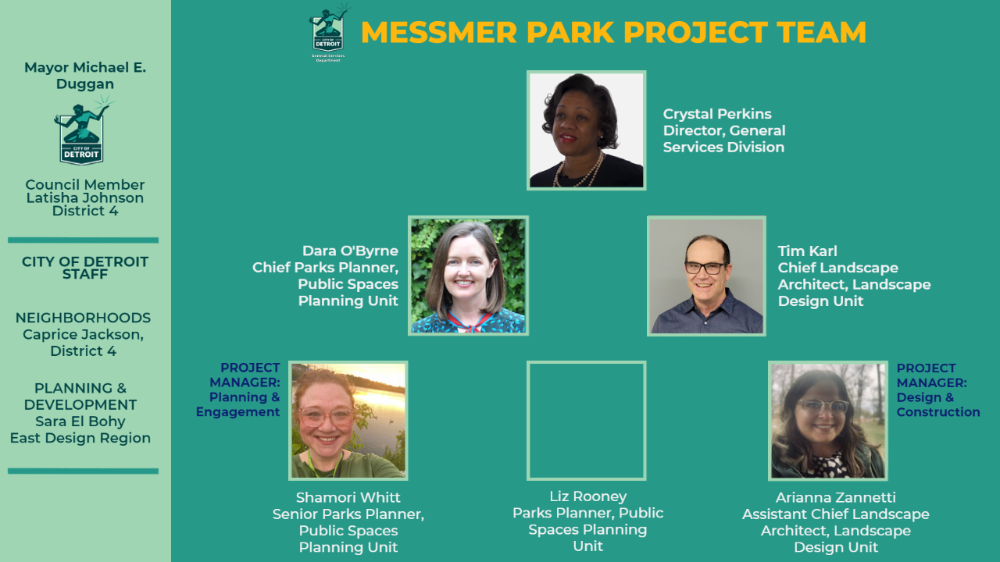 Mayor Michael E.
Duggan
CITY OF
DETROIT
Council Member
Latisha Johnson
District 4
CITY OF DETROIT
STAFF
NEIGHBORHOODS
Caprice Jackson,
District 4
PLANNING &
DEVELOPMENT
Sara El Bohy
East Design Region
CITY OF
DETROIT
General Services
Department
MESSMER PARK PROJECT TEAM
Crystal Perkins
Director, General
Services Division
Dara O'Byrne
Chief Parks Planner,
Public Spaces
Planning Unit
Tim Karl
Chief Landscape
Architect, Landscape
Design Unit
PROJECT
MANAGER:
Planning &
Engagement
Shamori Whitt
Senior Parks Planner,
Public Spaces
Planning Unit
Liz Rooney
Parks Planner, Public
Spaces Planning
Unit
PROJECT
MANAGER:
Design &
Construction
Arianna Zannetti
Assistant Chief Landscape
Architect, Landscape
Design Unit